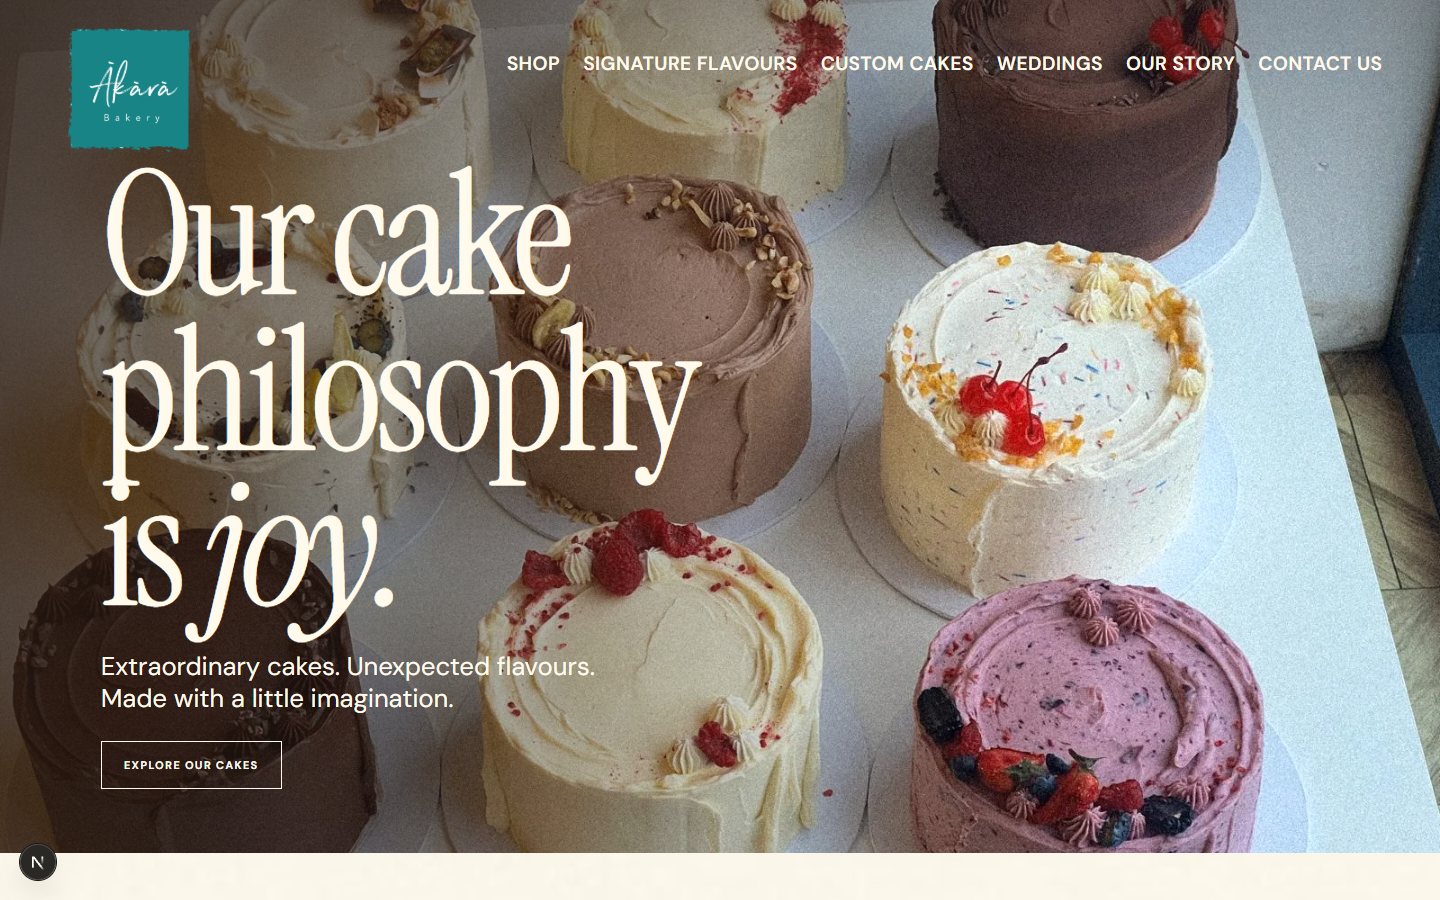 Àkàrà
Bakery
SHOP
SIGNATURE FLAVOURS
CUSTOM CAKES
WEDDINGS
OUR STORY
CONTACT US
Our cake
philosophy
is joy.
Extraordinary cakes. Unexpected flavours.
Made with a little imagination.
EXPLORE OUR CAKES
N